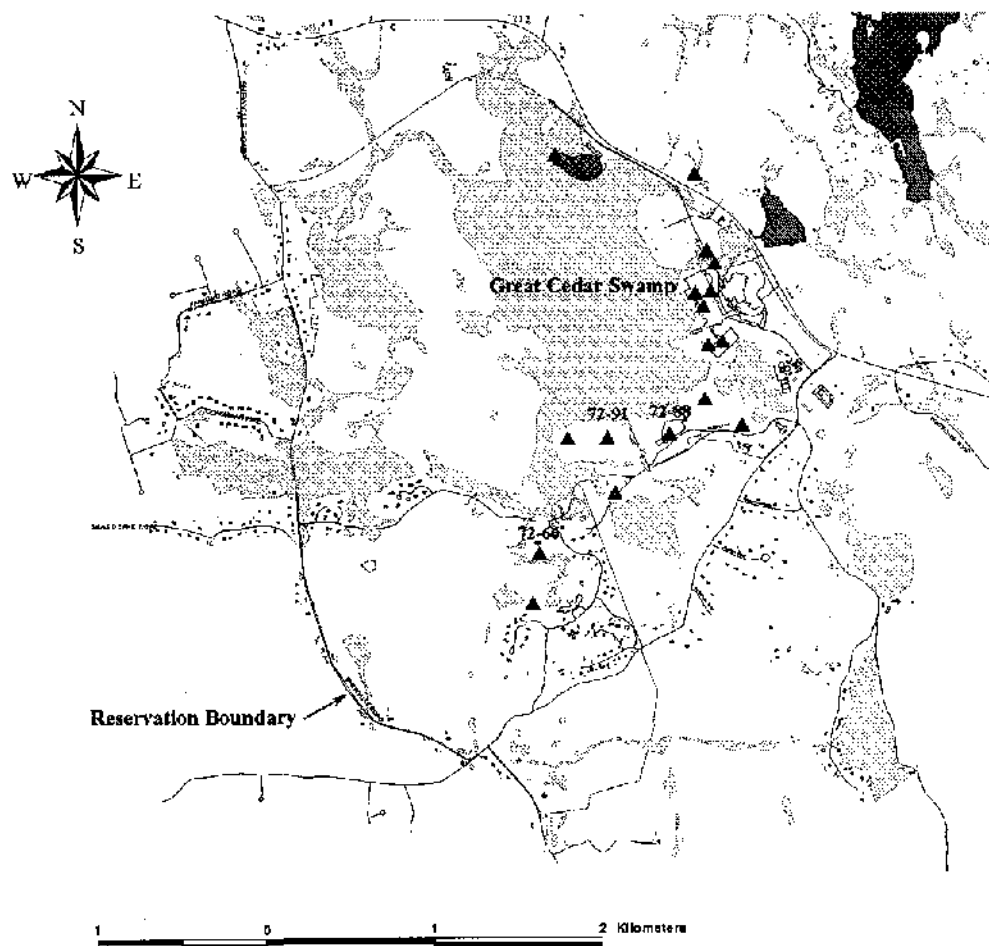 N
W E
S
Great Cedar Swamp
72-91
72-88
72-66
Reservation Boundary
1 0 1 2 Kilometers